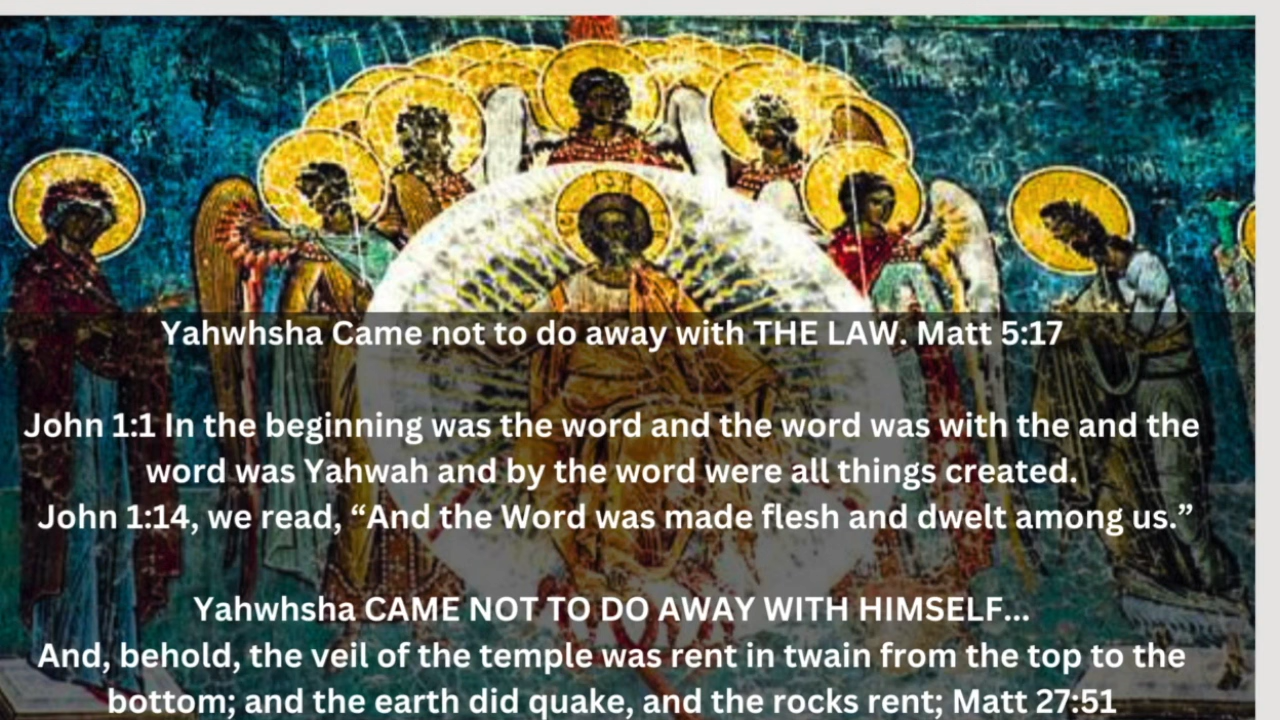 Yahwhsha Came not to do away with THE LAW. Matt 5:17
John 1:1 In the beginning was the word and the word was with the and the
word was Yahwah and by the word were all things created.
John 1:14, we read, “And the Word was made flesh and dwelt among us.”
Yahwhsha CAME NOT TO DO AWAY WITH HIMSELF...
And, behold, the veil of the temple was rent in twain from the top to the
bottom; and the earth did quake, and the rocks rent; Matt 27:51